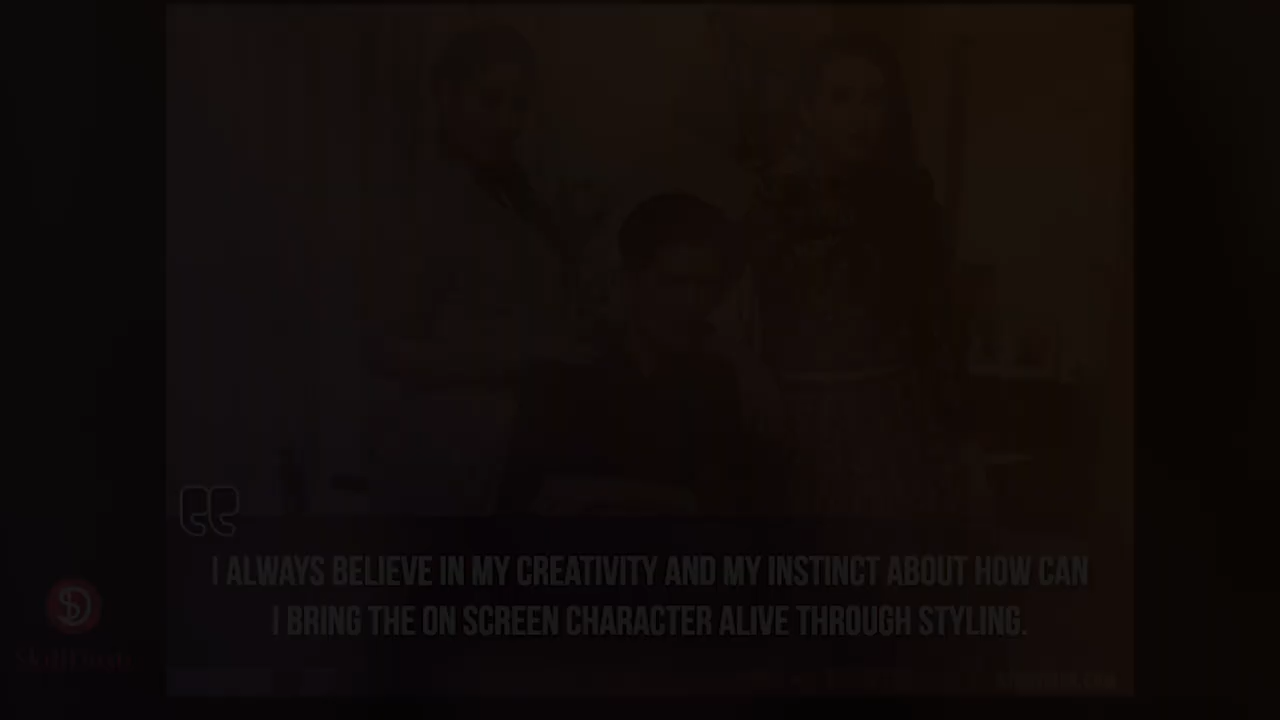 I ALWAYS BELIEVE IN MY CREATIVITY AND MY INSTINCT ABOUT HOW CAN
I BRING THE ON SCREEN CHARACTER ALIVE THROUGH STYLING.